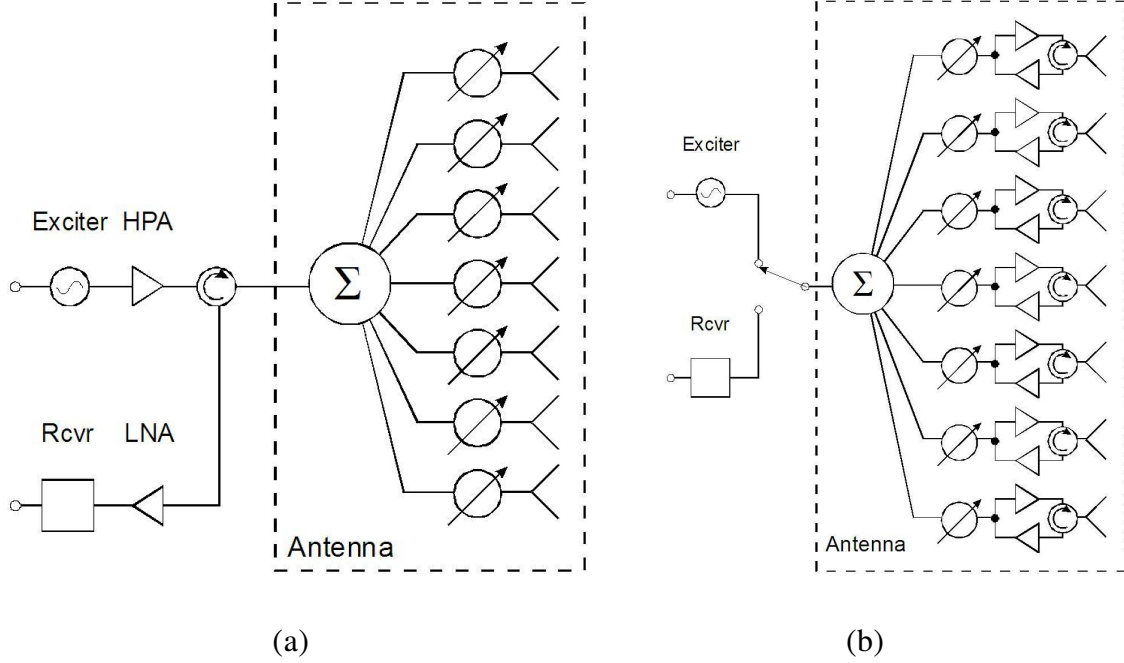 Exciter HPA
Σ
Rcvr LNA
Antenna
(a)
Exciter
Σ
Rcvr
Antenna
(b)